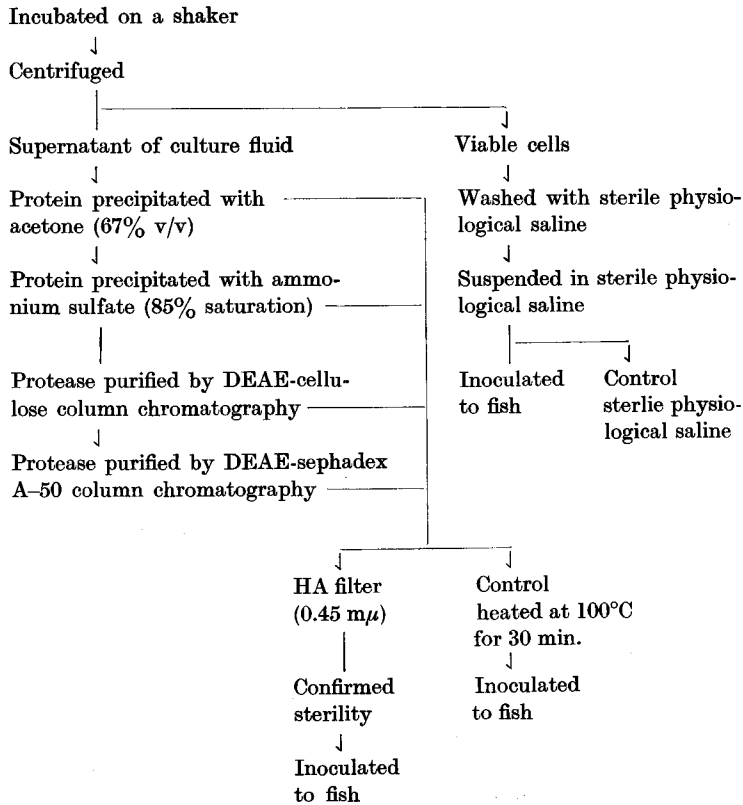 Incubated on a shaker
Centrifuged
Supernatant of culture fluid
Viable cells
Protein precipitated with
acetone (67% v/v)
Washed with sterile physio-
logical saline
Protein precipitated with ammo-
nium sulfate (85% saturation)
Suspended in sterile physio-
logical saline
Protease purified by DEAE-cellu-
lose column chromatography
Inoculated
to fish
Control
sterlie physio-
logical saline
Protease purified by DEAE-sephadex
A–50 column chromatography
HA filter
(0.45 mμ)
Control
heated at 100°C
for 30 min.
Confirmed
sterility
Inoculated
to fish
Inoculated
to fish